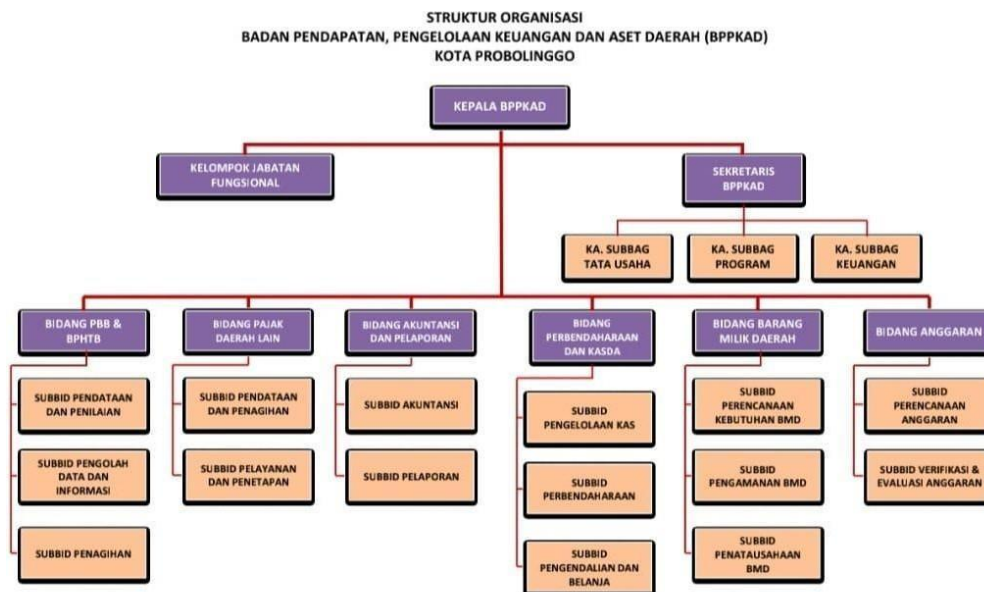 STRUKTUR ORGANISASI
BADAN PENDAPATAN, PENGELOLAAN KEUANGAN DAN ASET DAERAH (BPPKAD)
KOTA PROBOLINGGO
KEPALA BPPKAD
KELOMPOK JABATAN
FUNGSIONAL
SEKRETARIS
BPPKAD
KA. SUBBAG
TATA USAHA
KA. SUBBAG
PROGRAM
KA. SUBBAG
KEUANGAN
BIDANG PBB &
BPHTB
BIDANG PAJAK
DAERAH LAIN
BIDANG AKUNTANSI
DAN PELAPORAN
BIDANG
PERBENDAHARAAN
DAN KASDA
BIDANG BARANG
MILIK DAERAH
BIDANG ANGGARAN
SUBBID PENDATAAN
DAN PENILAIAN
SUBBID PENGOLAH
DATA DAN
INFORMASI
SUBBID PENAGIHAN
SUBBID PENDATAAN
DAN PENAGIHAN
SUBBID PELAYANAN
DAN PENETAPAN
SUBBID AKUNTANSI
SUBBID PELAPORAN
SUBBID
PENGELOLAAN KAS
SUBBID
PERBENDAHARAAN
SUBBID
PENGENDALIAN DAN
BELANJA
SUBBID
PERENCANAAN
KEBUTUHAN BMD
SUBBID
PENGAMANAN BMD
SUBBID
PENATAUSAHAAN
BMD
SUBBID
PERENCANAAN
ANGGARAN
SUBBID VERIFIKASI &
EVALUASI ANGGARAN